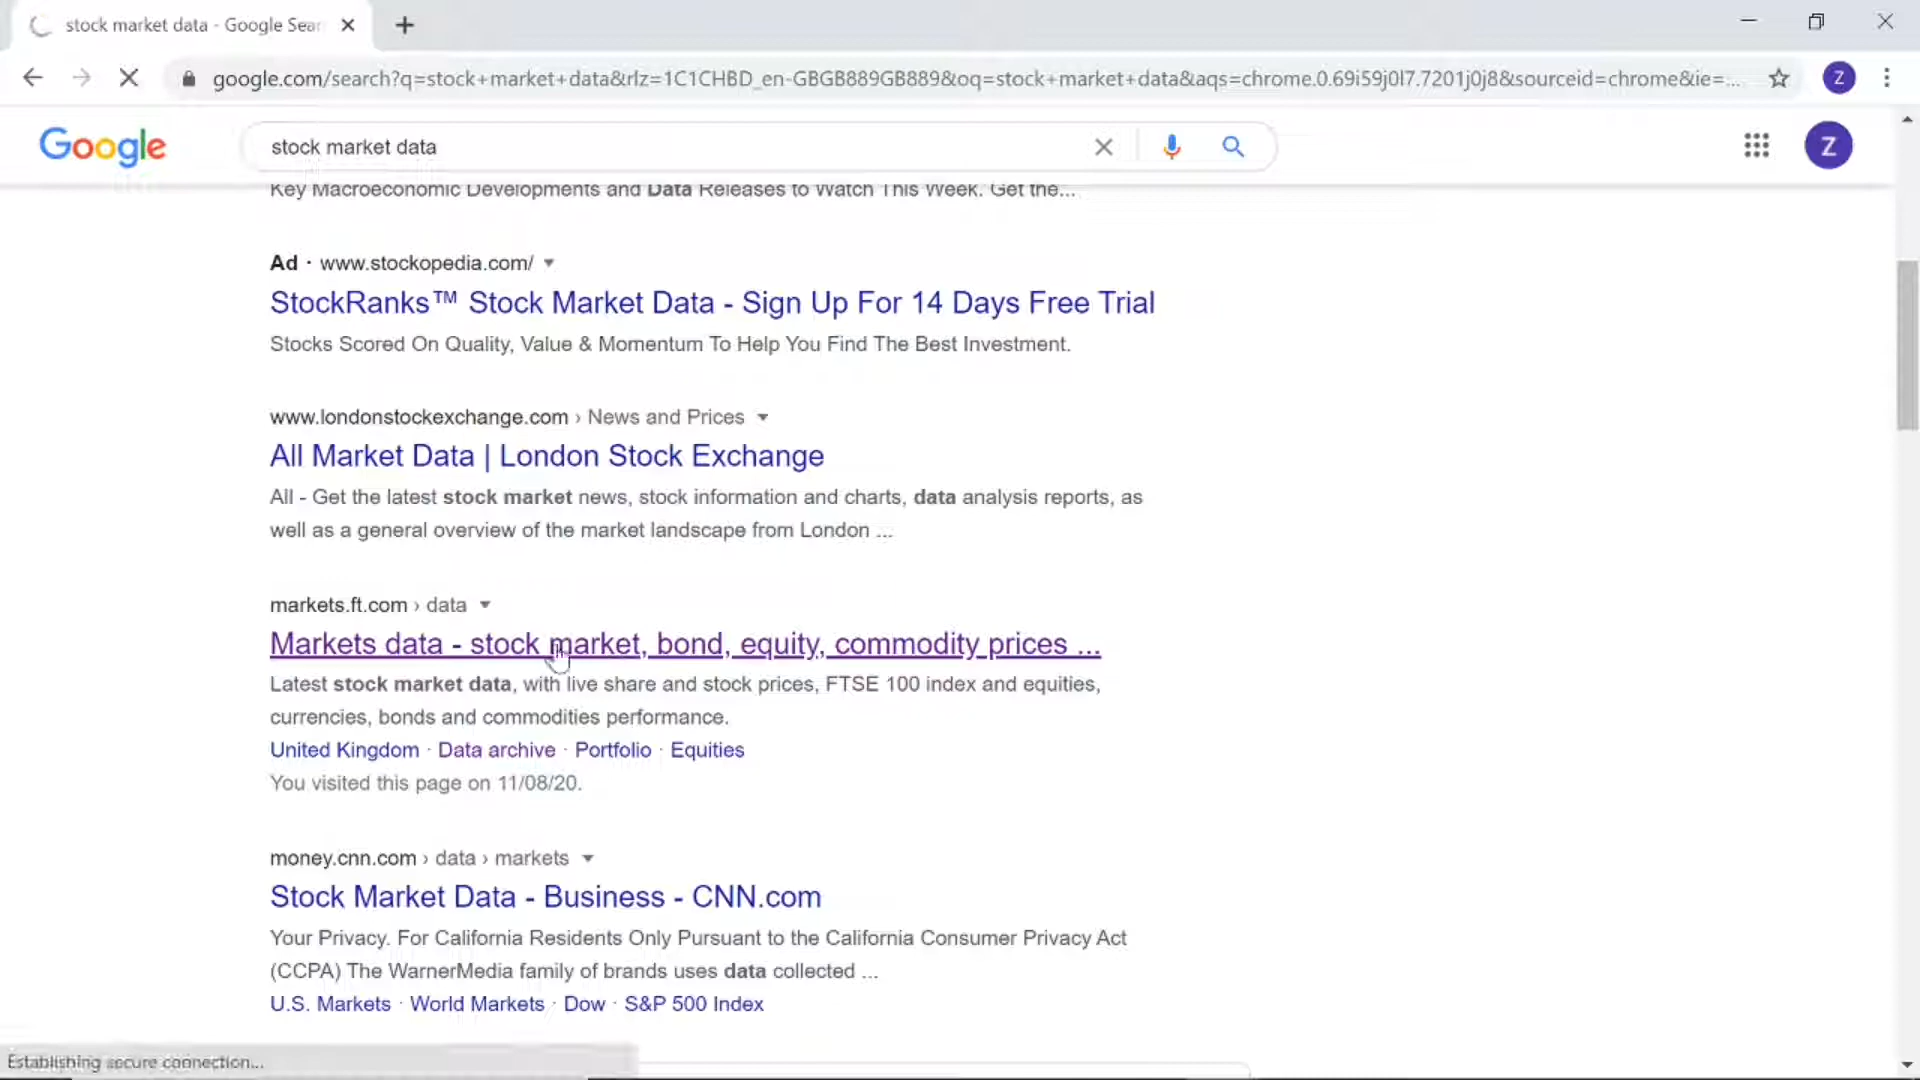 stock market data - Google Sear
google.com/search?q=stock+market+data&rlz=1C1CHBD_en-GBGB889GB889&oq=stock+market+data&aqs=chrome.0.69i59j0l7.7201j0j8&sourceid=chrome&ie=...
Z
Google
stock market data
Z
Key Macroeconomic Developments and Data Releases to Watch This Week. Get the...
Ad · www.stockopedia.com/
StockRanks™ Stock Market Data - Sign Up For 14 Days Free Trial
Stocks Scored On Quality, Value & Momentum To Help You Find The Best Investment.
www.londonstockexchange.com › News and Prices
All Market Data | London Stock Exchange
All - Get the latest stock market news, stock information and charts, data analysis reports, as
well as a general overview of the market landscape from London ...
markets.ft.com › data
Markets data - stock market, bond, equity, commodity prices ...
Latest stock market data, with live share and stock prices, FTSE 100 index and equities,
currencies, bonds and commodities performance.
United Kingdom · Data archive · Portfolio · Equities
You visited this page on 11/08/20.
money.cnn.com › data › markets
Stock Market Data - Business - CNN.com
Your Privacy. For California Residents Only Pursuant to the California Consumer Privacy Act
(CCPA) The WarnerMedia family of brands uses data collected ...
U.S. Markets · World Markets · Dow · S&P 500 Index
Establishing secure connection...